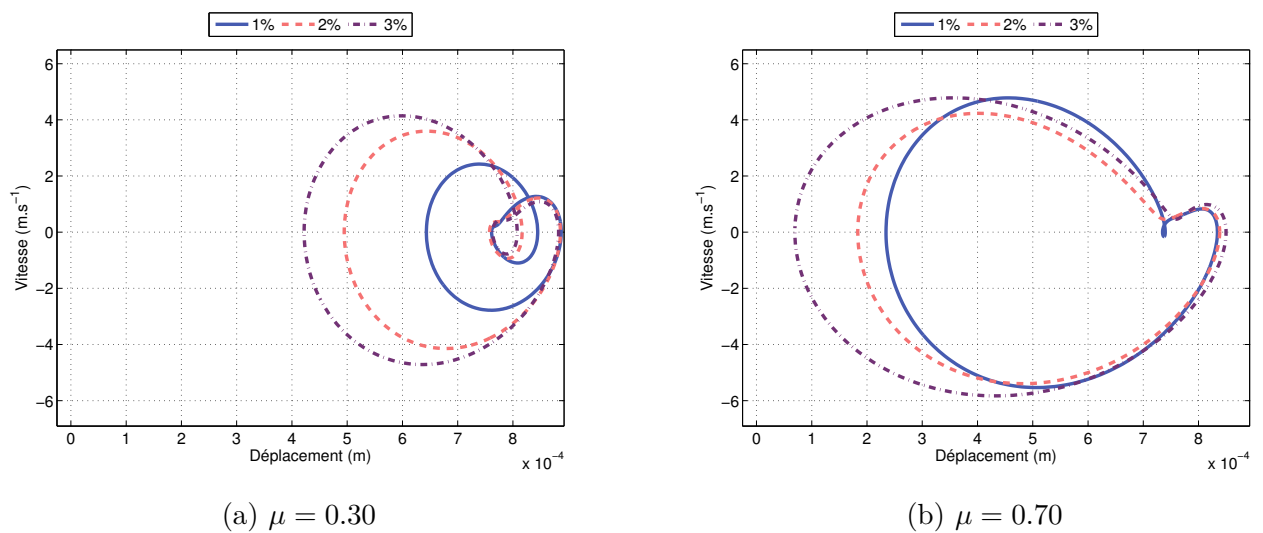 1% 2% 3%
6
4
2
0
−2
−4
−6
Vitesse (m.s⁻¹)
0 1 2 3 4 5 6 7 8
Déplacement (m)
x 10⁻⁴
(a) μ = 0.30
1% 2% 3%
6
4
2
0
−2
−4
−6
Vitesse (m.s⁻¹)
0 1 2 3 4 5 6 7 8
Déplacement (m)
x 10⁻⁴
(b) μ = 0.70